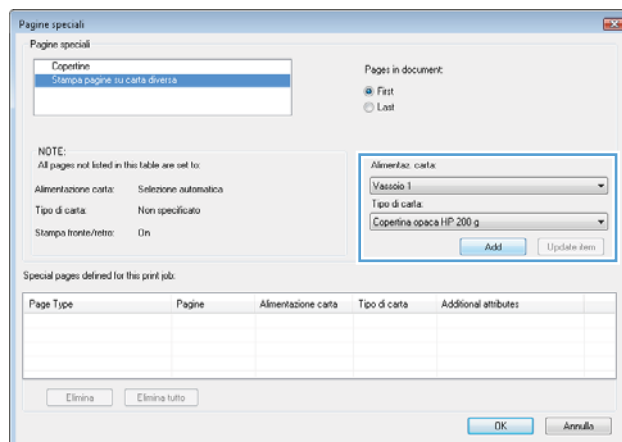 Pagine speciali
Pagine speciali
Copertine
Stampa pagine su carta diversa
Pages in document:
First
Last
NOTE:
All pages not listed in this table are set to:
Alimentazione carta: Selezione automatica
Tipo di carta: Non specificato
Stampa fronte/retro: On
Alimentaz. carta:
Vassoio 1
Tipo di carta:
Copertina opaca HP 200 g
Add Update item
Special pages defined for this print job:
Page Type Pagine Alimentazione carta Tipo di carta Additional attributes
Elimina Elimina tutto
OK Annulla